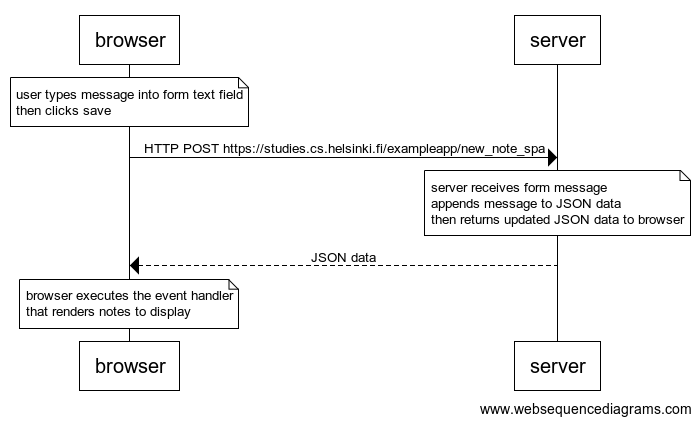 browser
server
user types message into form text field
then clicks save
HTTP POST https://studies.cs.helsinki.fi/exampleapp/new_note_spa
server receives form message
appends message to JSON data
then returns updated JSON data to browser
JSON data
browser executes the event handler
that renders notes to display
browser
server
www.websequencediagrams.com